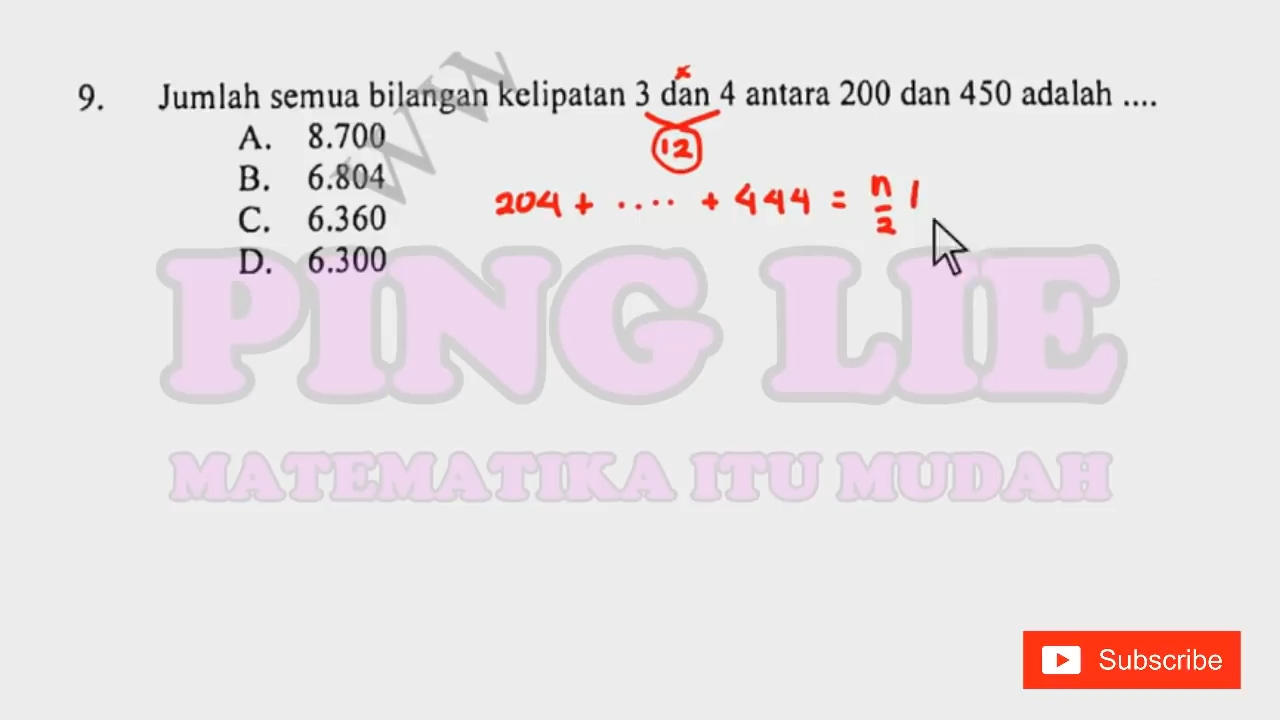 9. Jumlah semua bilangan kelipatan 3 dan 4 antara 200 dan 450 adalah ....
x
12
A. 8.700
B. 6.804
C. 6.360
D. 6.300
204 + ..... + 444 = n/2 (
WWW
PING LIE
MATEMATIKA ITU MUDAH
Subscribe